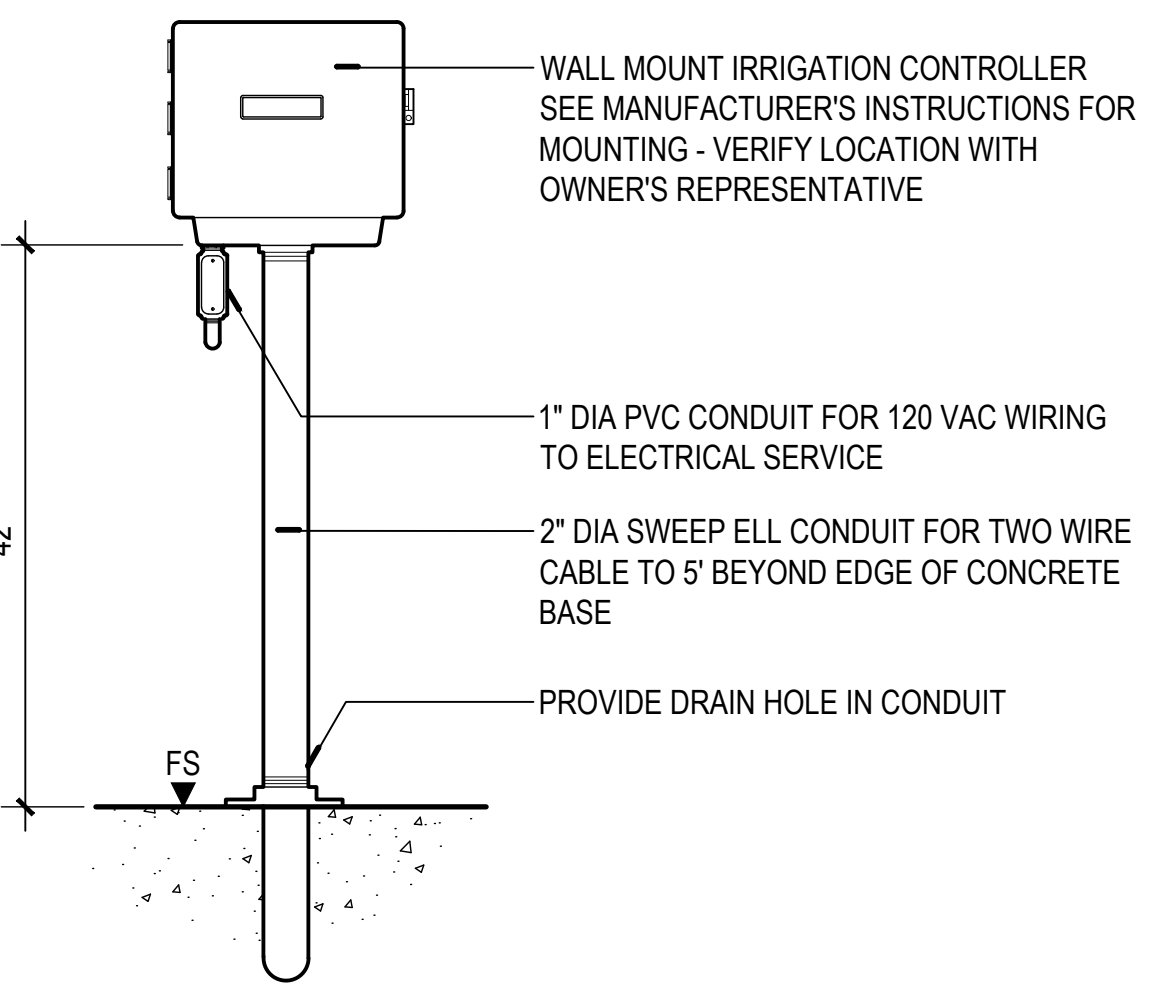 WALL MOUNT IRRIGATION CONTROLLER
SEE MANUFACTURER'S INSTRUCTIONS FOR
MOUNTING - VERIFY LOCATION WITH
OWNER'S REPRESENTATIVE
1" DIA PVC CONDUIT FOR 120 VAC WIRING
TO ELECTRICAL SERVICE
42"
2" DIA SWEEP ELL CONDUIT FOR TWO WIRE
CABLE TO 5' BEYOND EDGE OF CONCRETE
BASE
PROVIDE DRAIN HOLE IN CONDUIT
FS